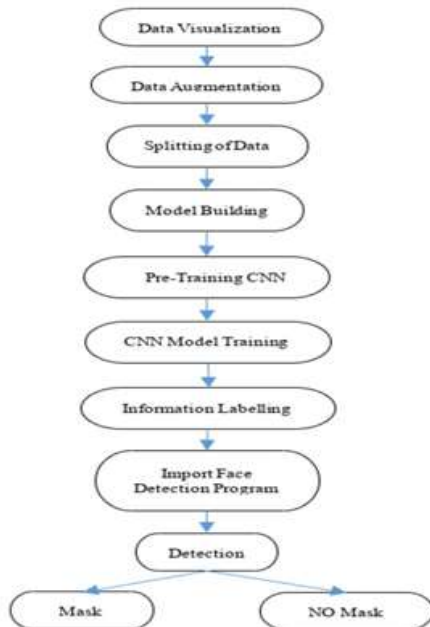 Data Visualization
Data Augmentation
Splitting of Data
Model Building
Pre-Training CNN
CNN Model Training
Information Labelling
Import Face
Detection Program
Detection
Mask
NO Mask